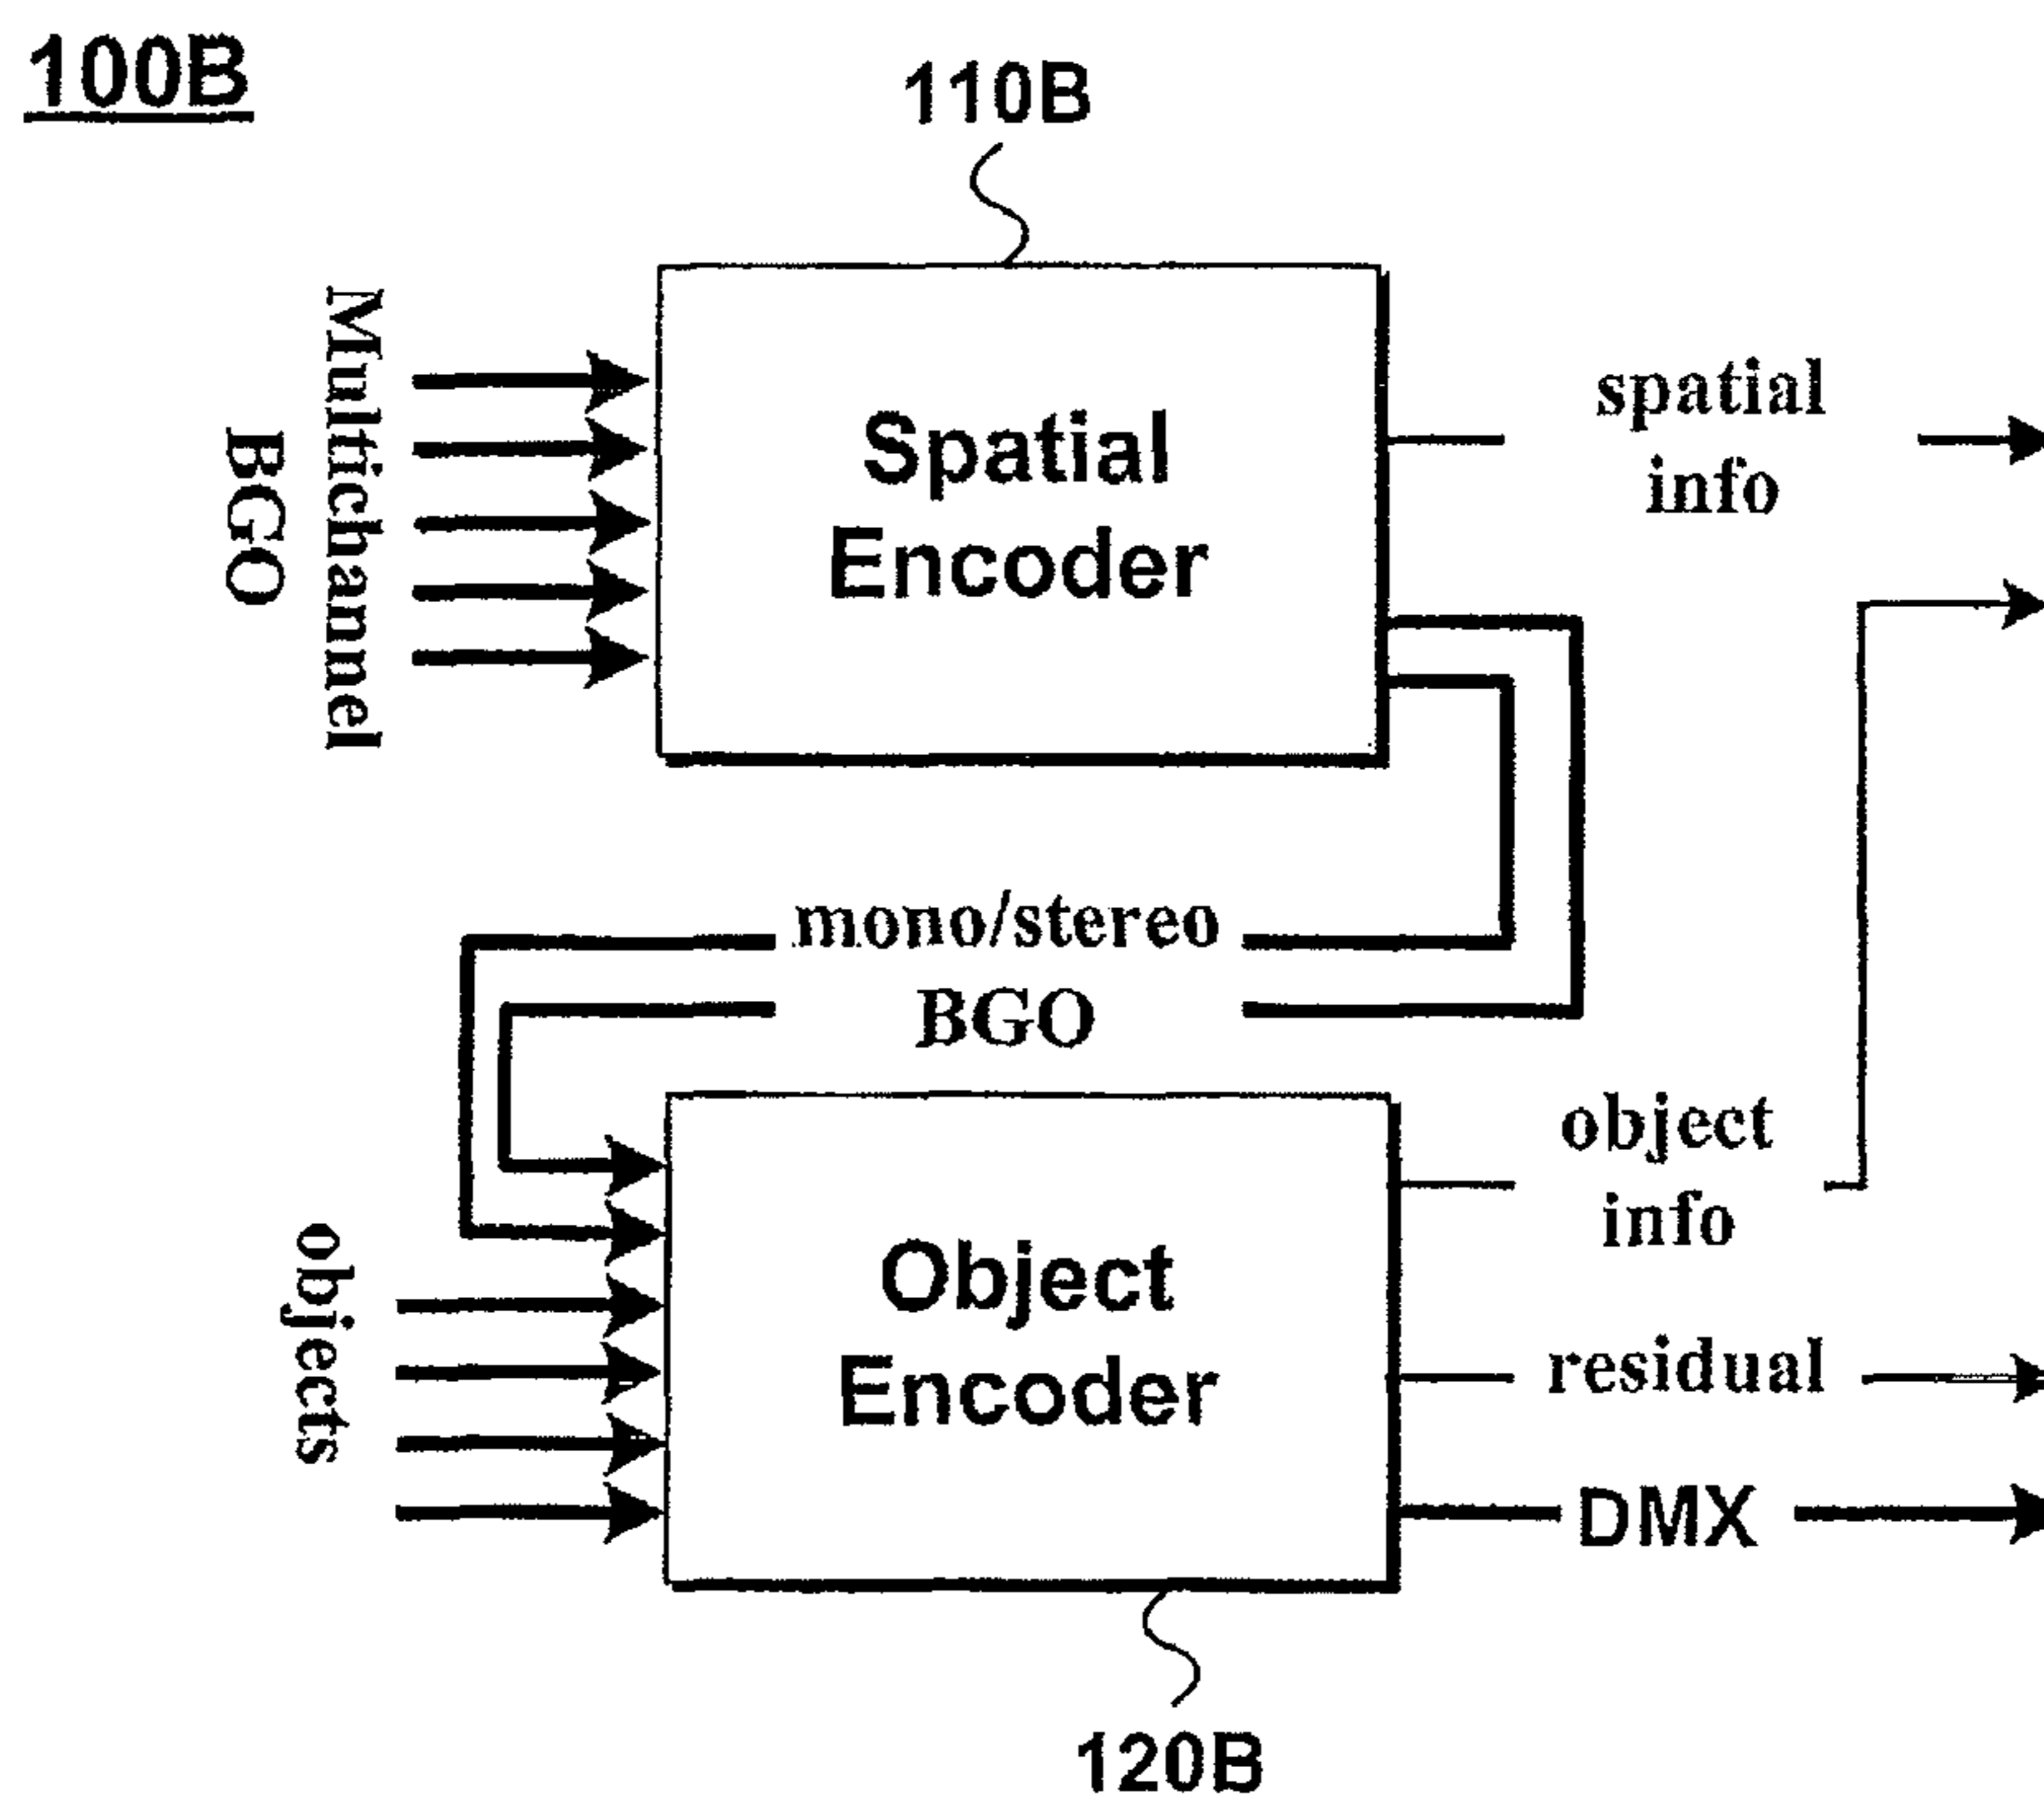 100B
110B
Multichannel
BGO
Spatial
Encoder
spatial
info
mono/stereo
BGO
objects
Object
Encoder
object
info
residual
DMX
120B